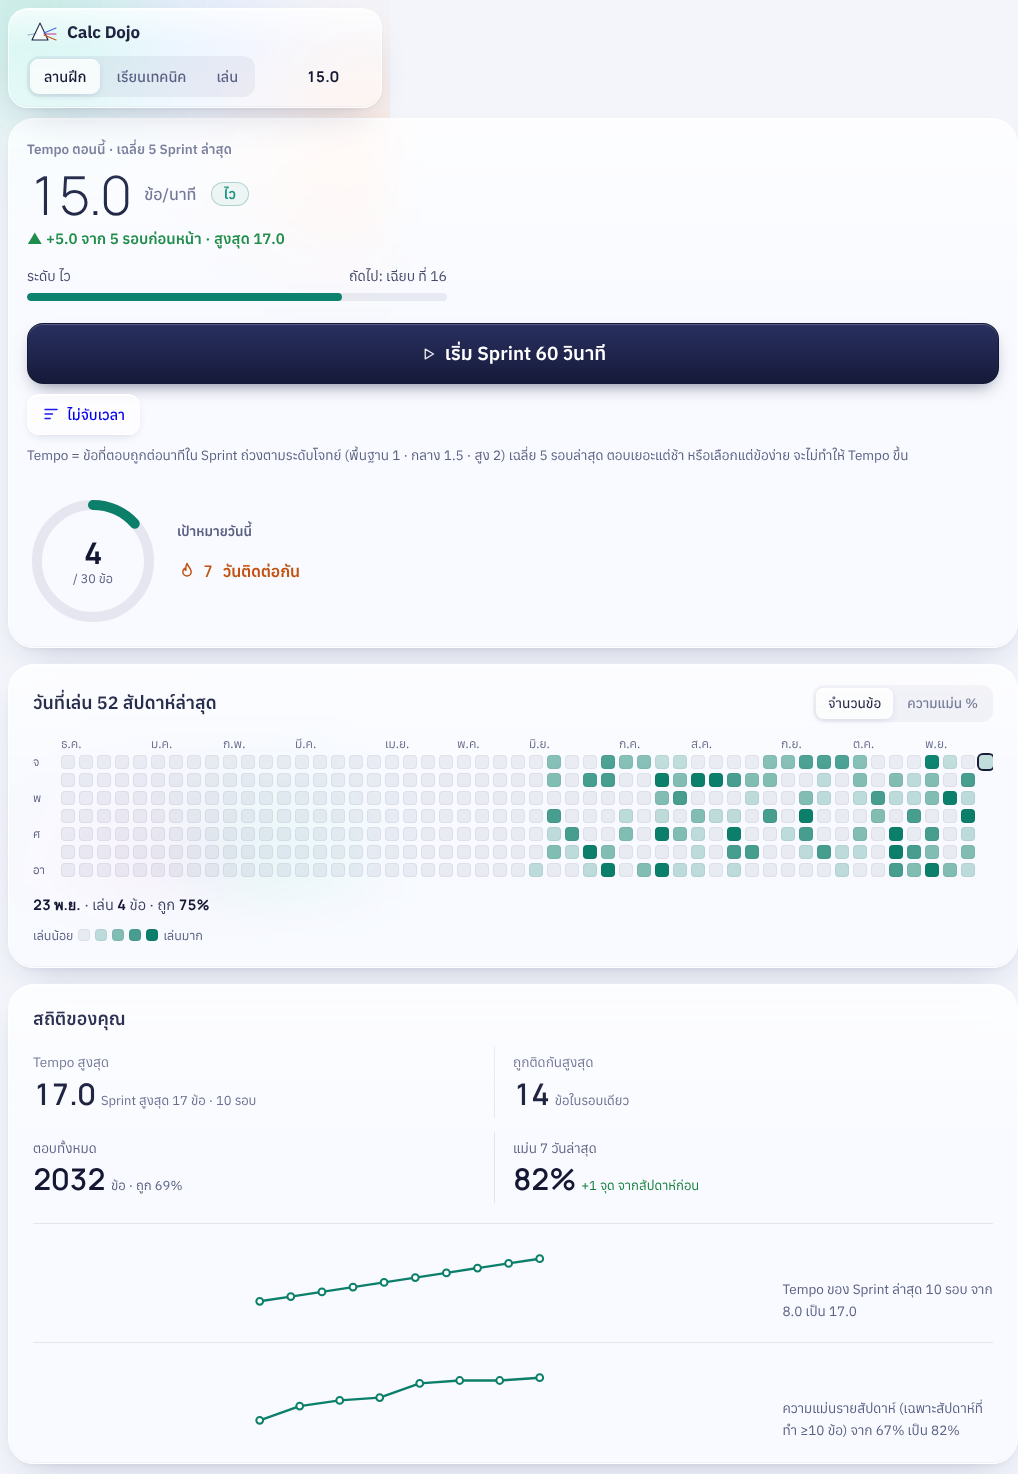 Calc Dojo
ลานฝึก เรียนเทคนิค เล่น 15.0
Tempo ตอนนี้ · เฉลี่ย 5 Sprint ล่าสุด
15.0 ข้อ/นาที ไว
▲ +5.0 จาก 5 รอบก่อนหน้า · สูงสุด 17.0
ระดับ ไว ถัดไป: เฉียบ ที่ 16
เริ่ม Sprint 60 วินาที
ไม่จับเวลา
Tempo = ข้อที่ตอบถูกต่อนาทีใน Sprint ถ่วงตามระดับโจทย์ (พื้นฐาน 1 · กลาง 1.5 · สูง 2) เฉลี่ย 5 รอบล่าสุด ตอบเยอะแต่ช้า หรือเลือกแต่ข้อง่าย จะไม่ทำให้ Tempo ขึ้น
4
/ 30 ข้อ
เป้าหมายวันนี้
7 วันติดต่อกัน
วันที่เล่น 52 สัปดาห์ล่าสุด
จำนวนข้อ ความแม่น %
ธ.ค. ม.ค. ก.พ. มี.ค. เม.ย. พ.ค. มิ.ย. ก.ค. ส.ค. ก.ย. ต.ค. พ.ย.
จ
พ
ศ
อา
23 พ.ย. · เล่น 4 ข้อ · ถูก 75%
เล่นน้อย เล่นมาก
สถิติของคุณ
Tempo สูงสุด
17.0 Sprint สูงสุด 17 ข้อ · 10 รอบ
ถูกติดกันสูงสุด
14 ข้อในรอบเดียว
ตอบทั้งหมด
2032 ข้อ · ถูก 69%
แม่น 7 วันล่าสุด
82% +1 จุด จากสัปดาห์ก่อน
Tempo ของ Sprint ล่าสุด 10 รอบ จาก
8.0 เป็น 17.0
ความแม่นรายสัปดาห์ (เฉพาะสัปดาห์ที่
ทำ ≥10 ข้อ) จาก 67% เป็น 82%